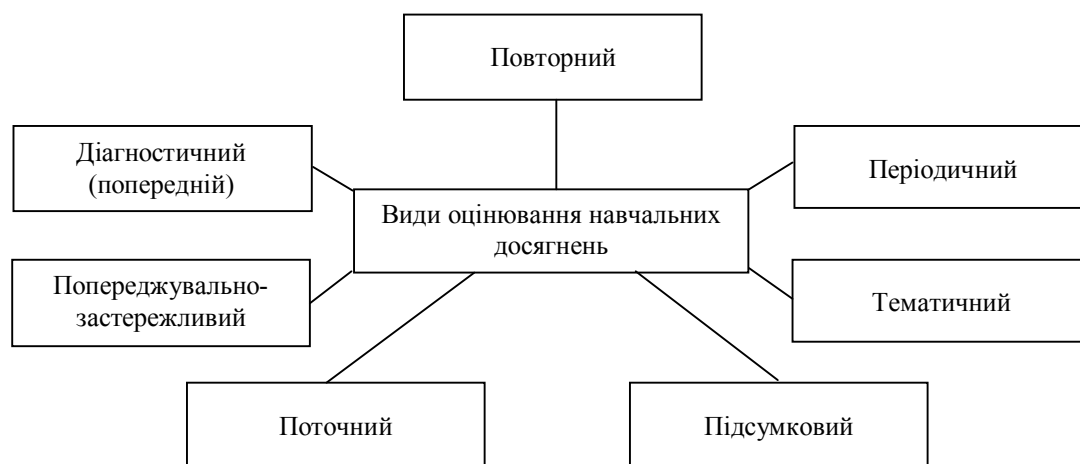 Повторний
Діагностичний
(попередній)
Періодичний
Види оцінювання навчальних
досягнень
Попереджувально-
застережливий
Тематичний
Поточний
Підсумковий